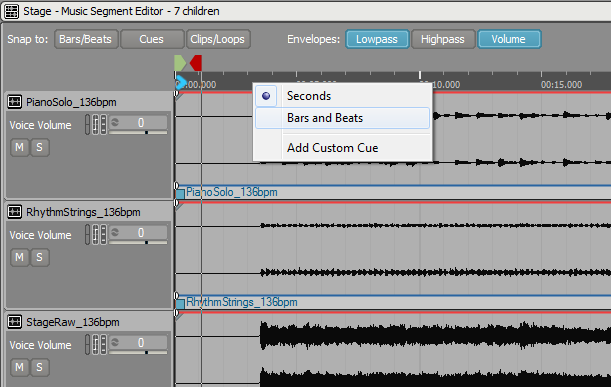 Stage - Music Segment Editor - 7 children
Snap to: Bars/Beats Cues Clips/Loops Envelopes: Lowpass Highpass Volume
:00.000 00:10.000 00:15.000
Seconds
Bars and Beats
Add Custom Cue
PianoSolo_136bpm
Voice Volume 0
M S
PianoSolo_136bpm
RhythmStrings_136bpm
Voice Volume 0
M S
RhythmStrings_136bpm
StageRaw_136bpm
Voice Volume 0
M S